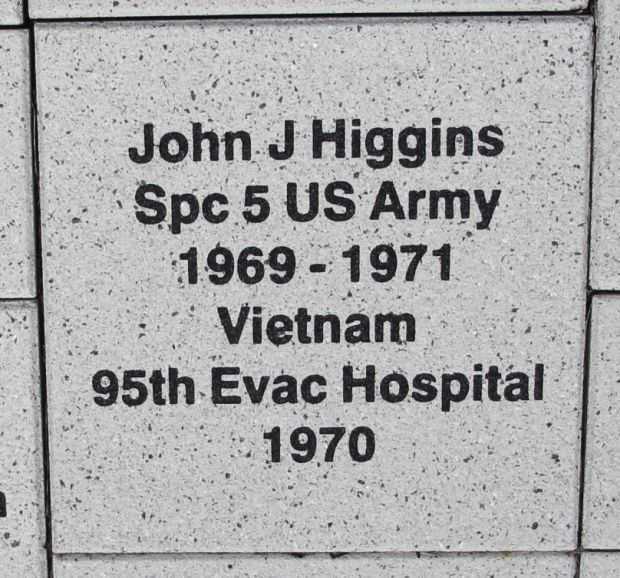 John J Higgins
Spc 5 US Army
1969 - 1971
Vietnam
95th Evac Hospital
1970